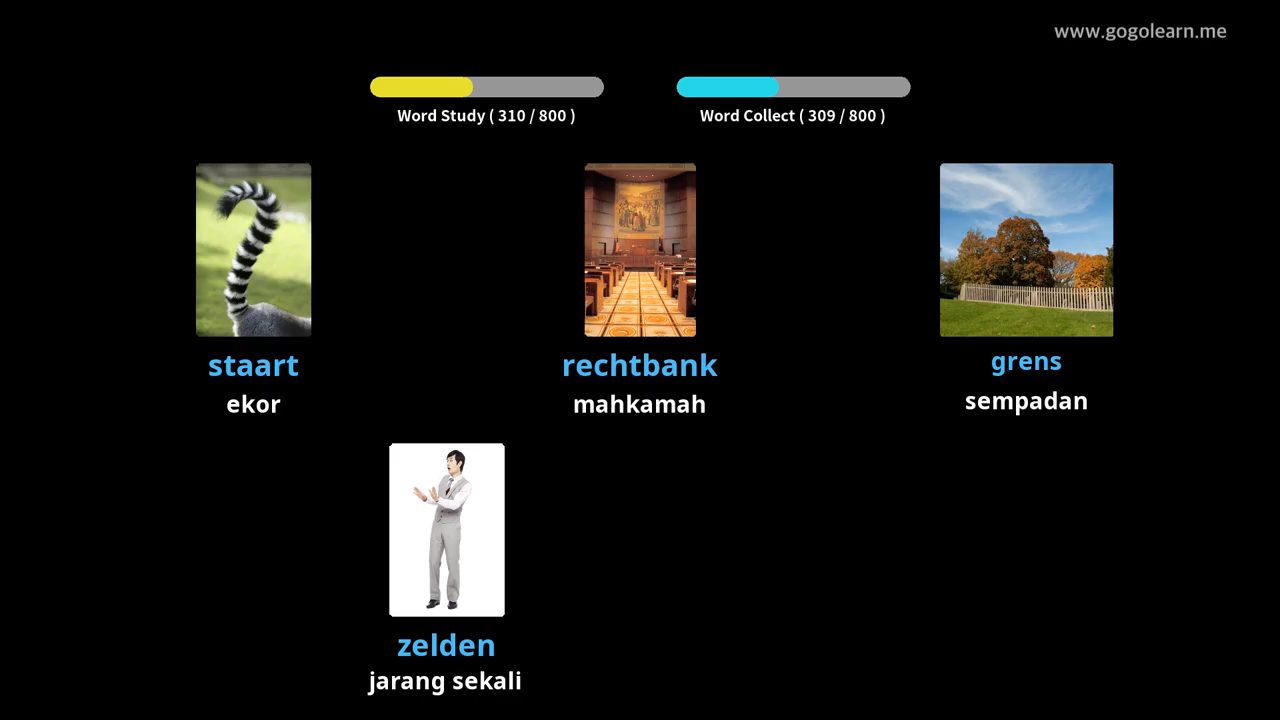 www.gogolearn.me
Word Study ( 310 / 800 )
Word Collect ( 309 / 800 )
staart
ekor
rechtbank
mahkamah
grens
sempadan
zelden
jarang sekali